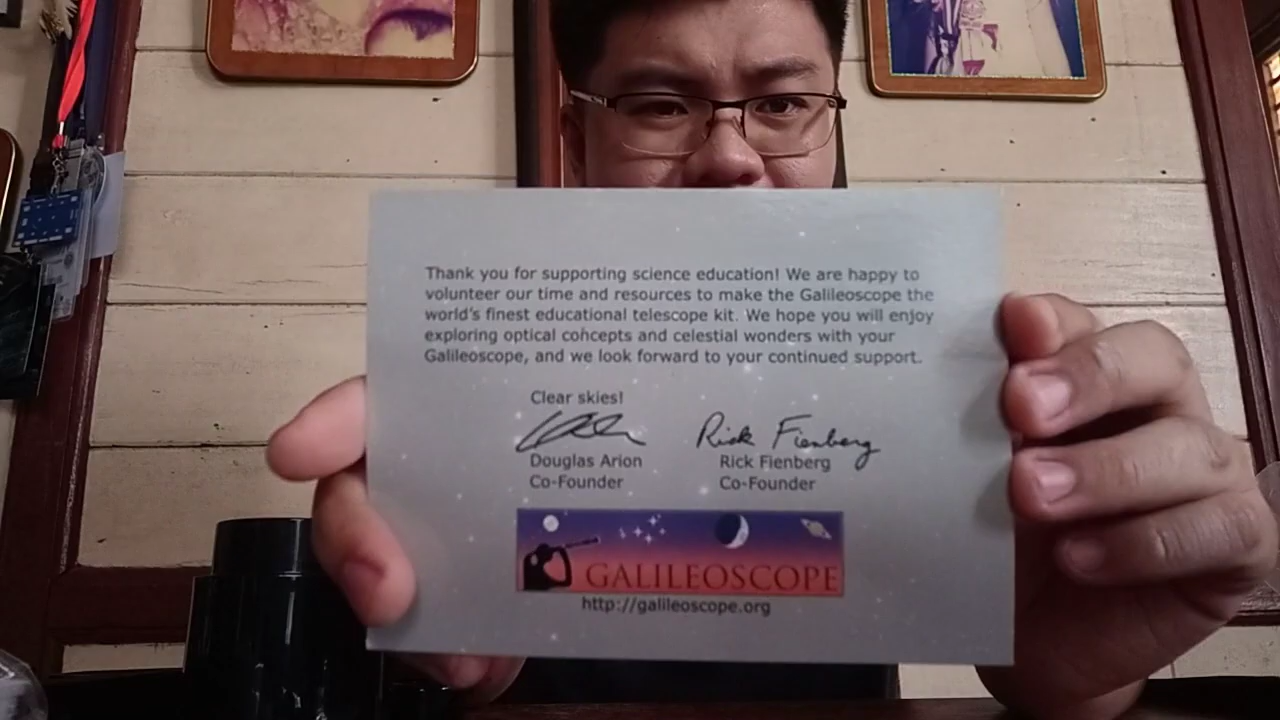 Thank you for supporting science education! We are happy to
volunteer our time and resources to make the Galileoscope the
world's finest educational telescope kit. We hope you will enjoy
exploring optical concepts and celestial wonders with your
Galileoscope, and we look forward to your continued support.
Clear skies!
Rick Fienberg
Douglas Arion Rick Fienberg
Co-Founder Co-Founder
GALILEOSCOPE
http://galileoscope.org